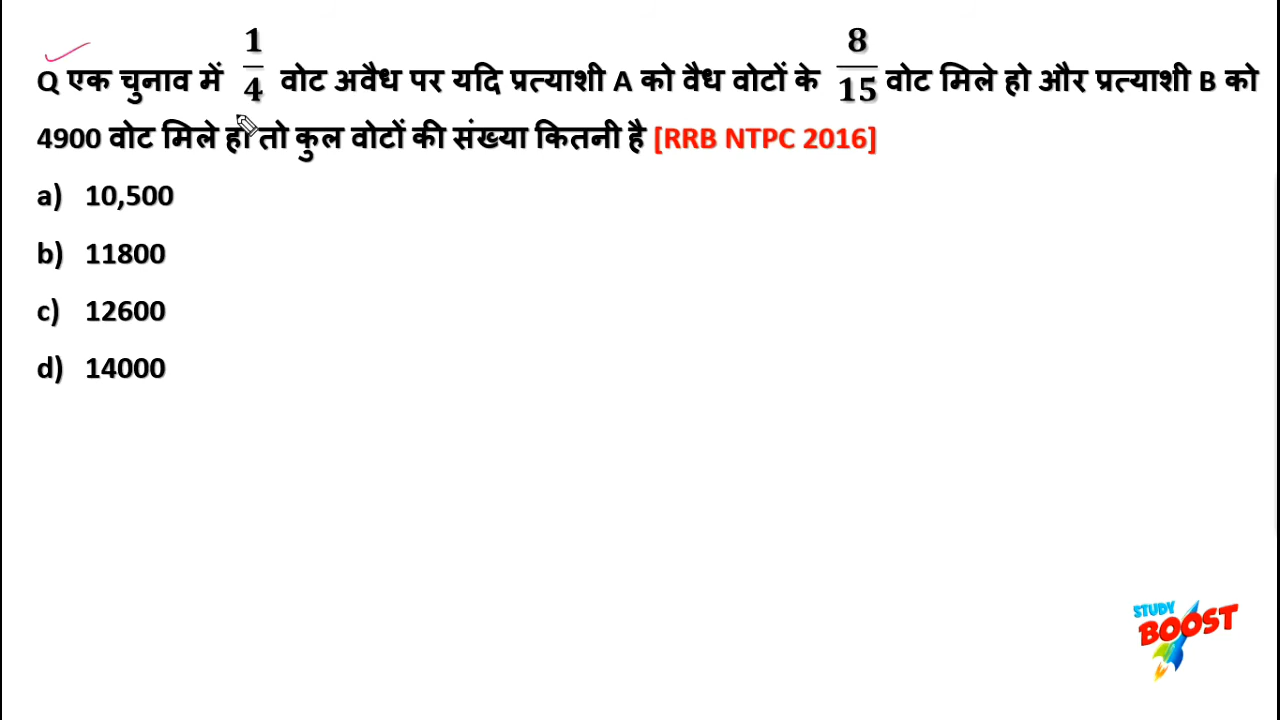 Q एक चुनाव में 1/4 वोट अवैध पर यदि प्रत्याशी A को वैध वोटों के 8/15 वोट मिले हो और प्रत्याशी B को
4900 वोट मिले हो तो कुल वोटों की संख्या कितनी है [RRB NTPC 2016]
a) 10,500
b) 11800
c) 12600
d) 14000
STUDY
BOOST